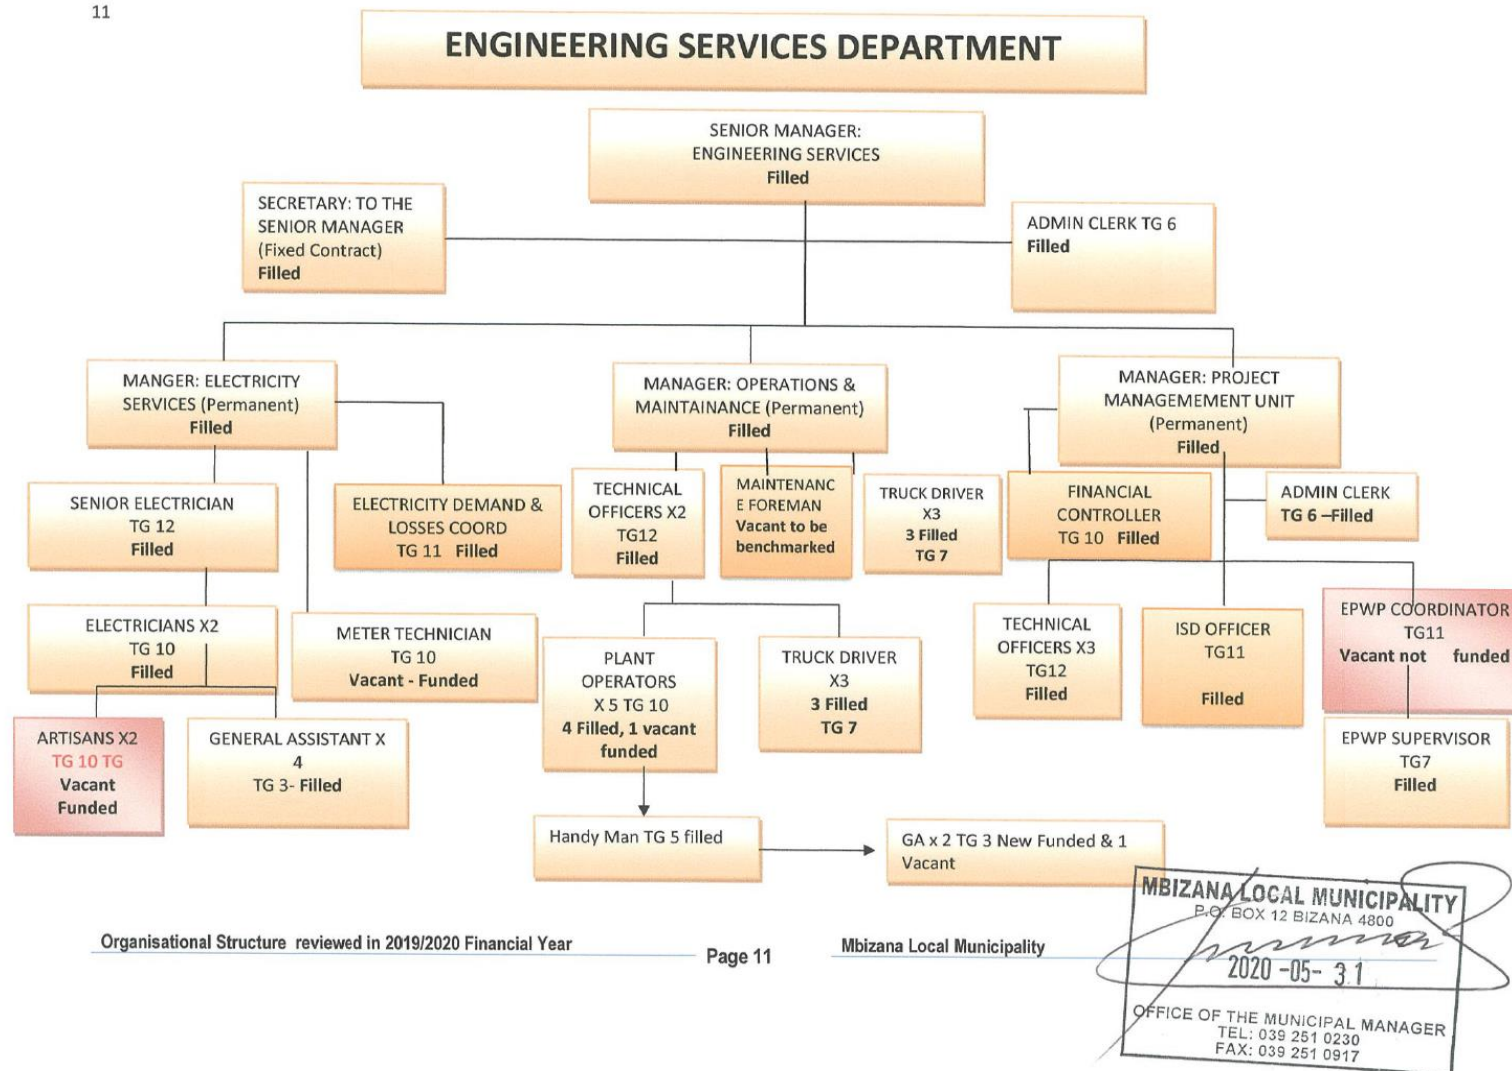 11
ENGINEERING SERVICES DEPARTMENT
SENIOR MANAGER:
ENGINEERING SERVICES
Filled
SECRETARY: TO THE
SENIOR MANAGER
(Fixed Contract)
Filled
ADMIN CLERK TG 6
Filled
MANGER: ELECTRICITY
SERVICES (Permanent)
Filled
MANAGER: OPERATIONS &
MAINTAINANCE (Permanent)
Filled
MANAGER: PROJECT
MANAGEMEMENT UNIT
(Permanent)
Filled
SENIOR ELECTRICIAN
TG 12
Filled
ELECTRICITY DEMAND &
LOSSES COORD
TG 11 Filled
TECHNICAL
OFFICERS X2
TG12
Filled
MAINTENANC
E FOREMAN
Vacant to be
benchmarked
TRUCK DRIVER
X3
3 Filled
TG 7
FINANCIAL
CONTROLLER
TG 10 Filled
ADMIN CLERK
TG 6 –Filled
ELECTRICIANS X2
TG 10
Filled
METER TECHNICIAN
TG 10
Vacant - Funded
PLANT
OPERATORS
X 5 TG 10
4 Filled, 1 vacant
funded
TRUCK DRIVER
X3
3 Filled
TG 7
TECHNICAL
OFFICERS X3
TG12
Filled
ISD OFFICER
TG11
Filled
EPWP COORDINATOR
TG11
Vacant not funded
ARTISANS X2
TG 10 TG
Vacant
Funded
GENERAL ASSISTANT X
4
TG 3- Filled
EPWP SUPERVISOR
TG7
Filled
Handy Man TG 5 filled
GA x 2 TG 3 New Funded & 1
Vacant
Organisational Structure reviewed in 2019/2020 Financial Year
Page 11
Mbizana Local Municipality
MBIZANA LOCAL MUNICIPALITY
P.O. BOX 12 BIZANA 4800
2020 -05- 31
OFFICE OF THE MUNICIPAL MANAGER
TEL: 039 251 0230
FAX: 039 251 0917